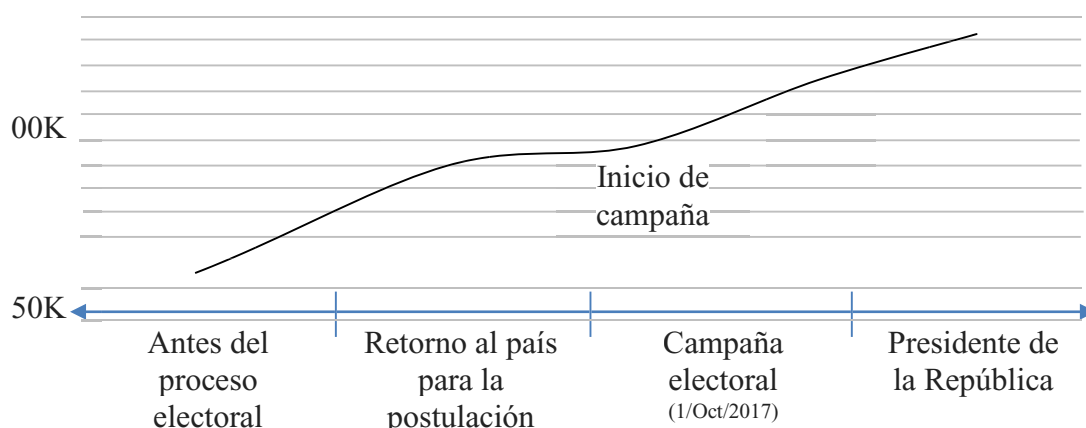 00K
Inicio de
campaña
50K
Antes del
proceso
electoral
Retorno al país
para la
postulación
Campaña
electoral
(1/Oct/2017)
Presidente de
la República